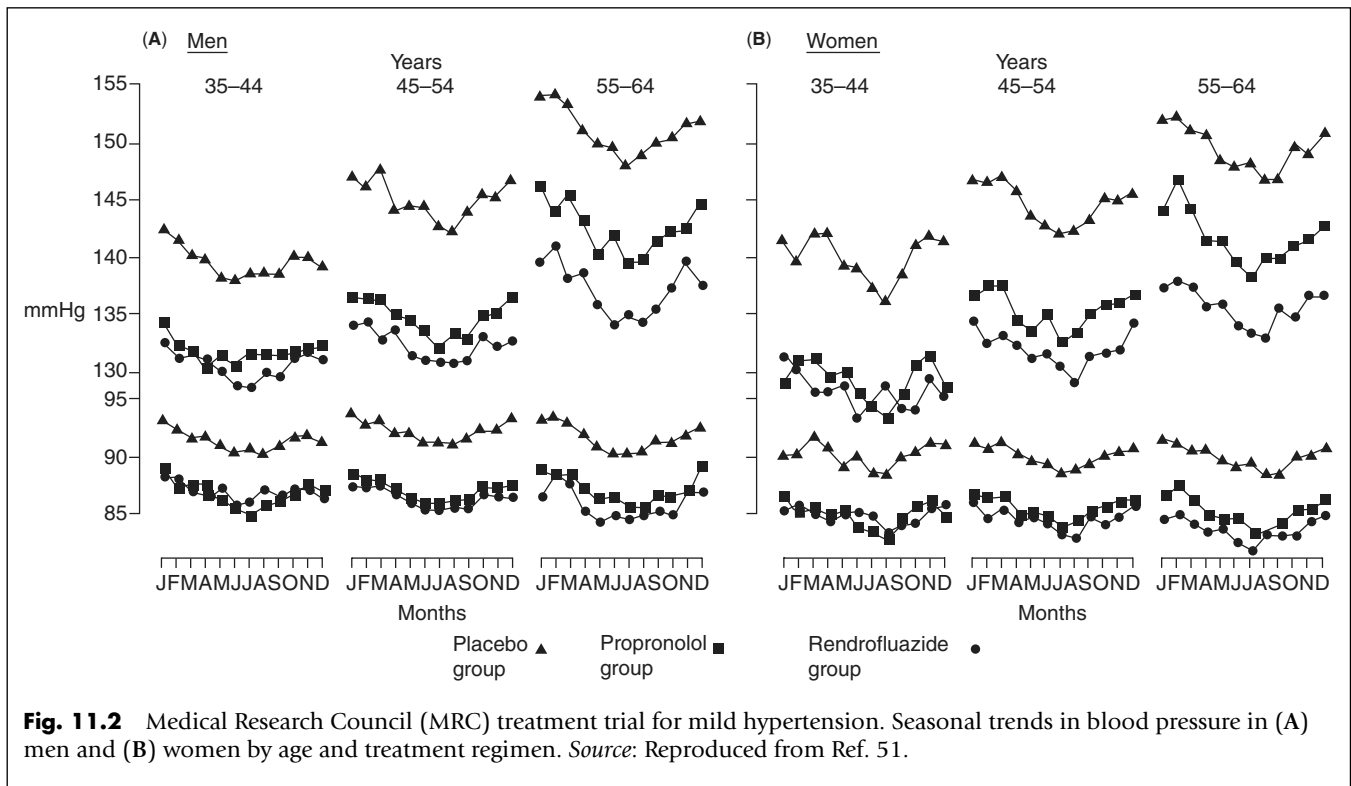 (A) Men
Years
35–44 45–54 55–64
(B) Women
Years
35–44 45–54 55–64
155
150
145
140
mmHg 135
130
95
90
85
JFMAMJJASOND JFMAMJJASOND JFMAMJJASOND
Months
JFMAMJJASOND JFMAMJJASOND JFMAMJJASOND
Months
Placebo group
Propronolol group
Rendrofluazide group
Fig. 11.2 Medical Research Council (MRC) treatment trial for mild hypertension. Seasonal trends in blood pressure in (A)
men and (B) women by age and treatment regimen. Source: Reproduced from Ref. 51.